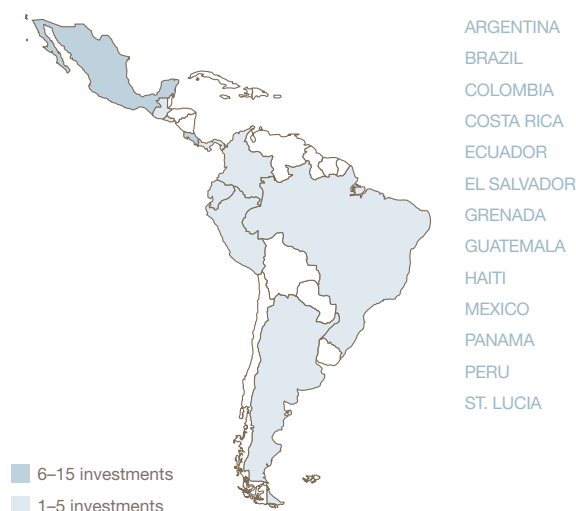 ARGENTINA
BRAZIL
COLOMBIA
COSTA RICA
ECUADOR
EL SALVADOR
GRENADA
GUATEMALA
HAITI
MEXICO
PANAMA
PERU
ST. LUCIA
6–15 investments
1–5 investments